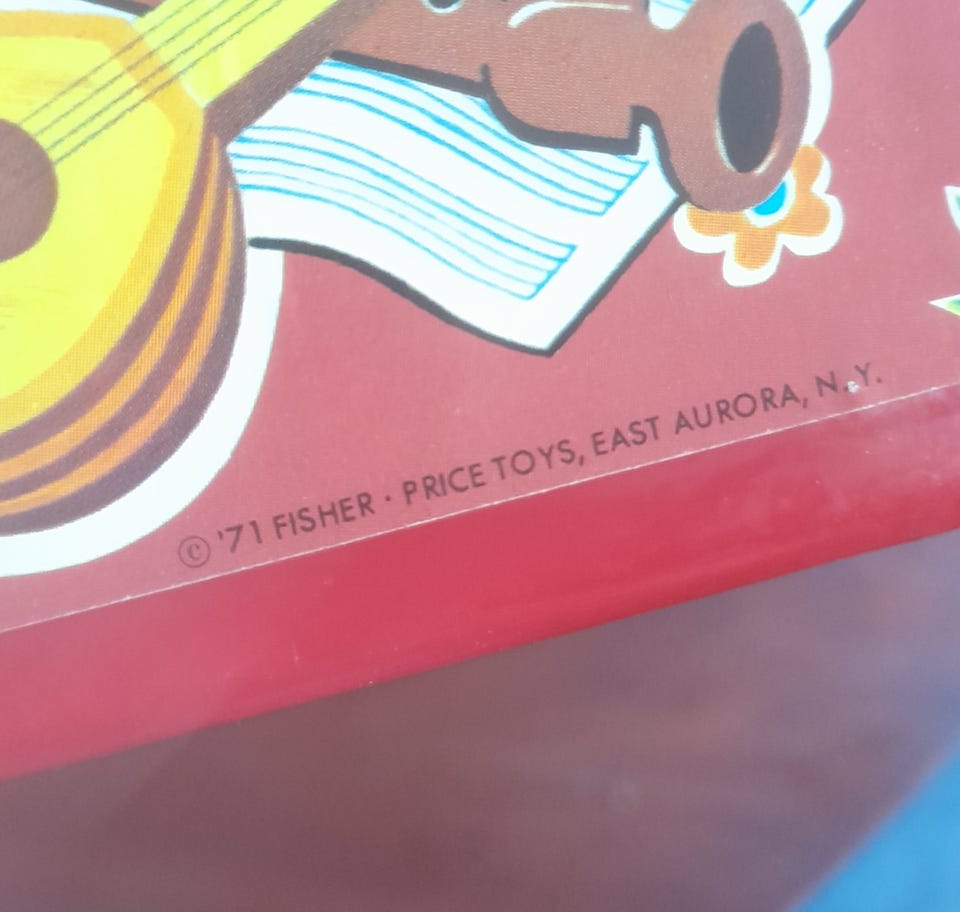 © '71 FISHER · PRICE TOYS, EAST AURORA, N.Y.